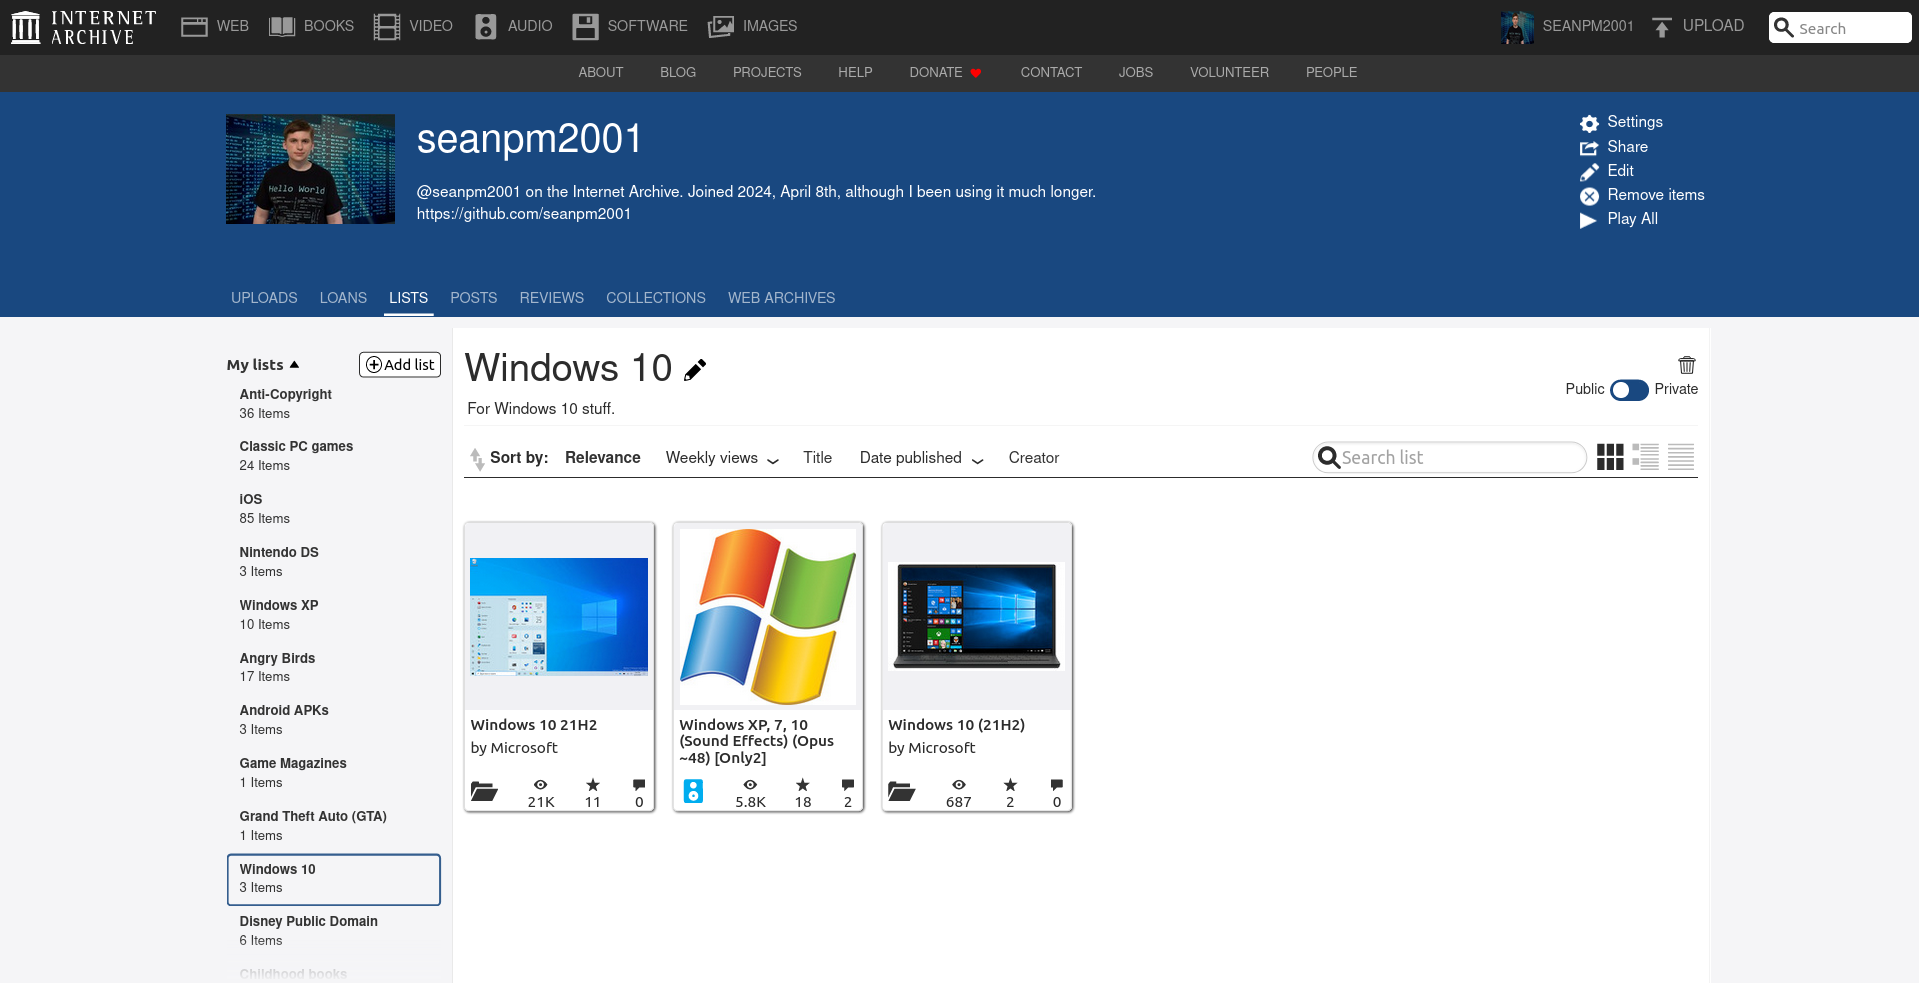 INTERNET ARCHIVE
WEB BOOKS VIDEO AUDIO SOFTWARE IMAGES
SEANPM2001 UPLOAD Search
ABOUT BLOG PROJECTS HELP DONATE CONTACT JOBS VOLUNTEER PEOPLE
Hello World
seanpm2001
@seanpm2001 on the Internet Archive. Joined 2024, April 8th, although I been using it much longer.
https://github.com/seanpm2001
Settings
Share
Edit
Remove items
Play All
UPLOADS LOANS LISTS POSTS REVIEWS COLLECTIONS WEB ARCHIVES
My lists Add list
Anti-Copyright
36 Items
Classic PC games
24 Items
iOS
85 Items
Nintendo DS
3 Items
Windows XP
10 Items
Angry Birds
17 Items
Android APKs
3 Items
Game Magazines
1 Items
Grand Theft Auto (GTA)
1 Items
Windows 10
3 Items
Disney Public Domain
6 Items
Childhood books
Windows 10
For Windows 10 stuff.
Public Private
Sort by: Relevance Weekly views Title Date published Creator
Search list
Windows 10 21H2
by Microsoft
21K 11 0
Windows XP, 7, 10
(Sound Effects) (Opus
~48) [Only2]
5.8K 18 2
Windows 10 (21H2)
by Microsoft
687 2 0